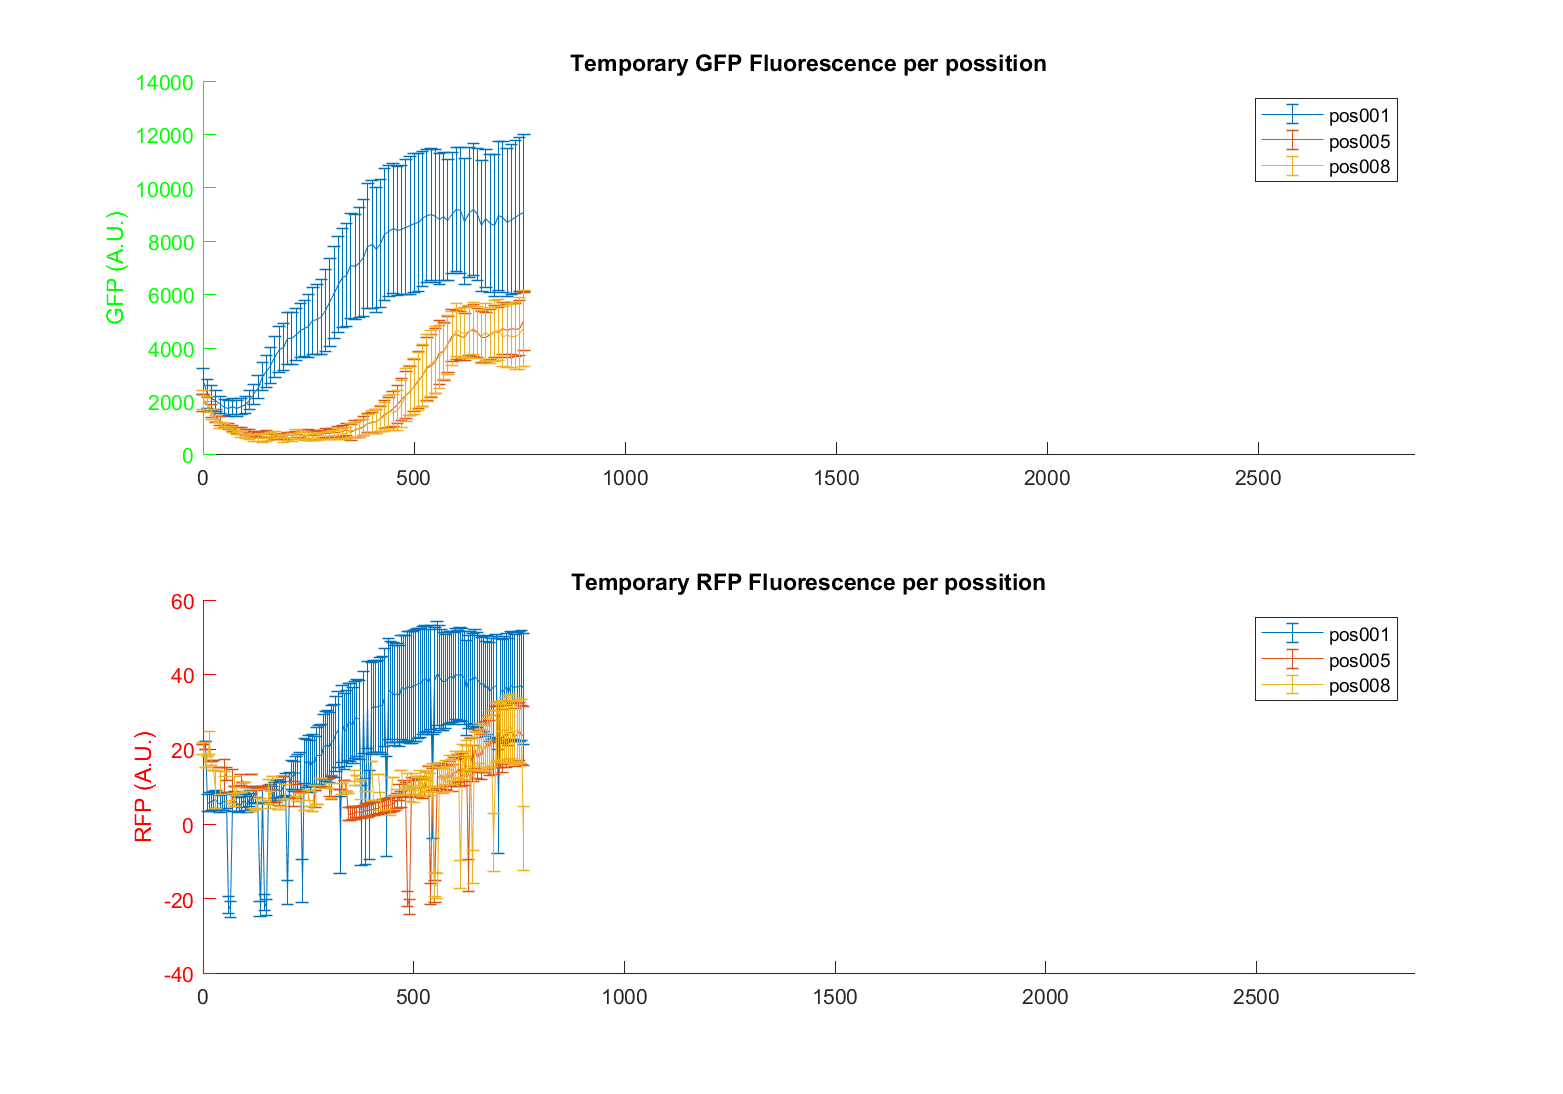 Temporary GFP Fluorescence per possition
GFP (A.U.)
14000
12000
10000
8000
6000
4000
2000
0
pos001
pos005
pos008
0 500 1000 1500 2000 2500
Temporary RFP Fluorescence per possition
RFP (A.U.)
60
40
20
0
-20
-40
pos001
pos005
pos008
0 500 1000 1500 2000 2500